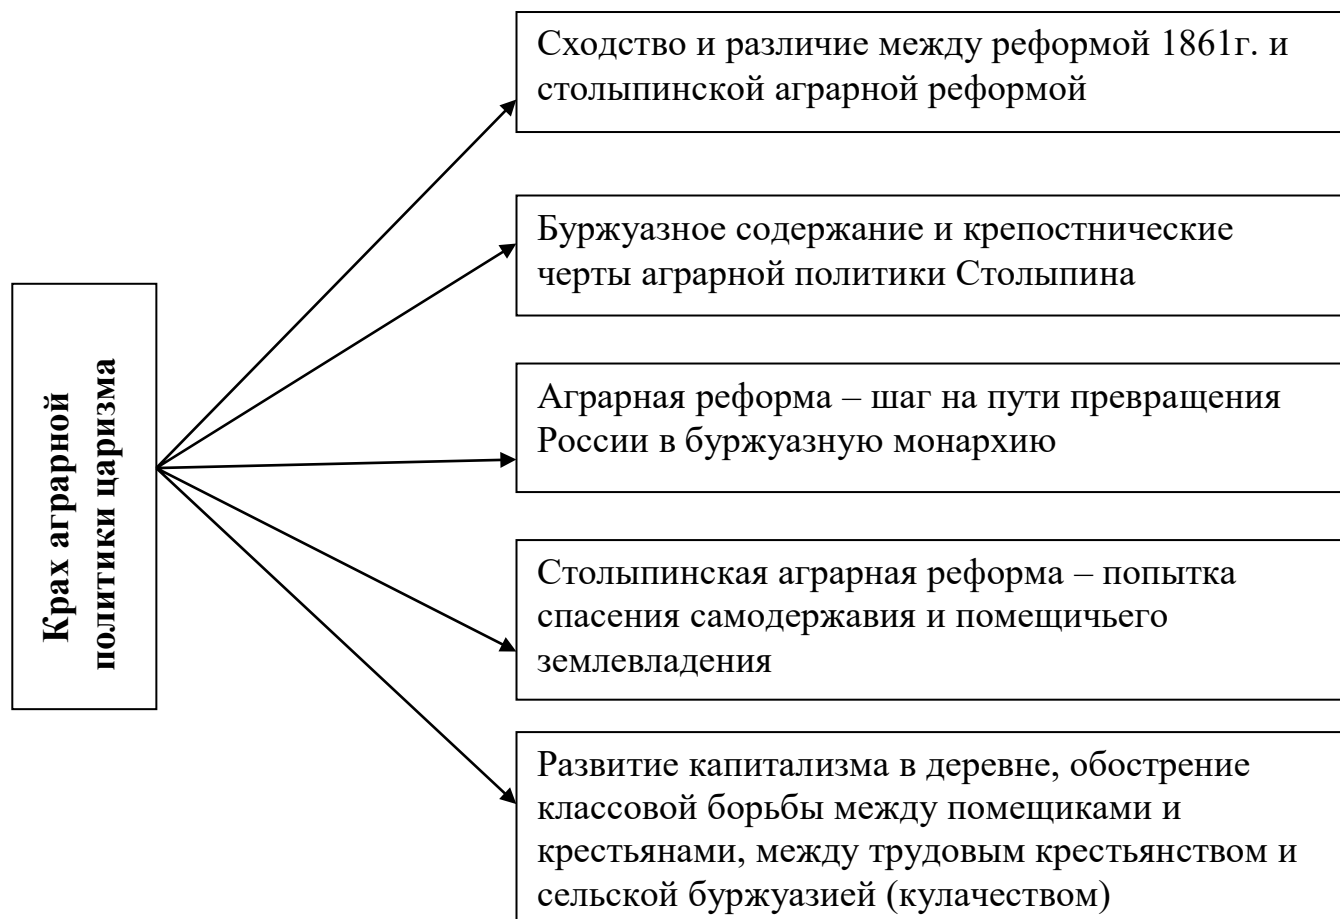 Крах аграрной
политики царизма
Сходство и различие между реформой 1861г. и
столыпинской аграрной реформой
Буржуазное содержание и крепостнические
черты аграрной политики Столыпина
Аграрная реформа – шаг на пути превращения
России в буржуазную монархию
Столыпинская аграрная реформа – попытка
спасения самодержавия и помещичьего
землевладения
Развитие капитализма в деревне, обострение
классовой борьбы между помещиками и
крестьянами, между трудовым крестьянством и
сельской буржуазией (кулачеством)